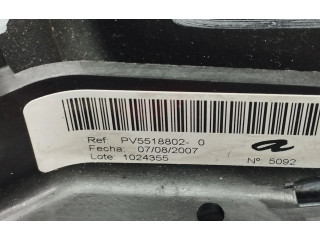 Ref: PV5518802- 0
Fecha: 07/08/2007
Lote: 1024355
a
Nº 5092